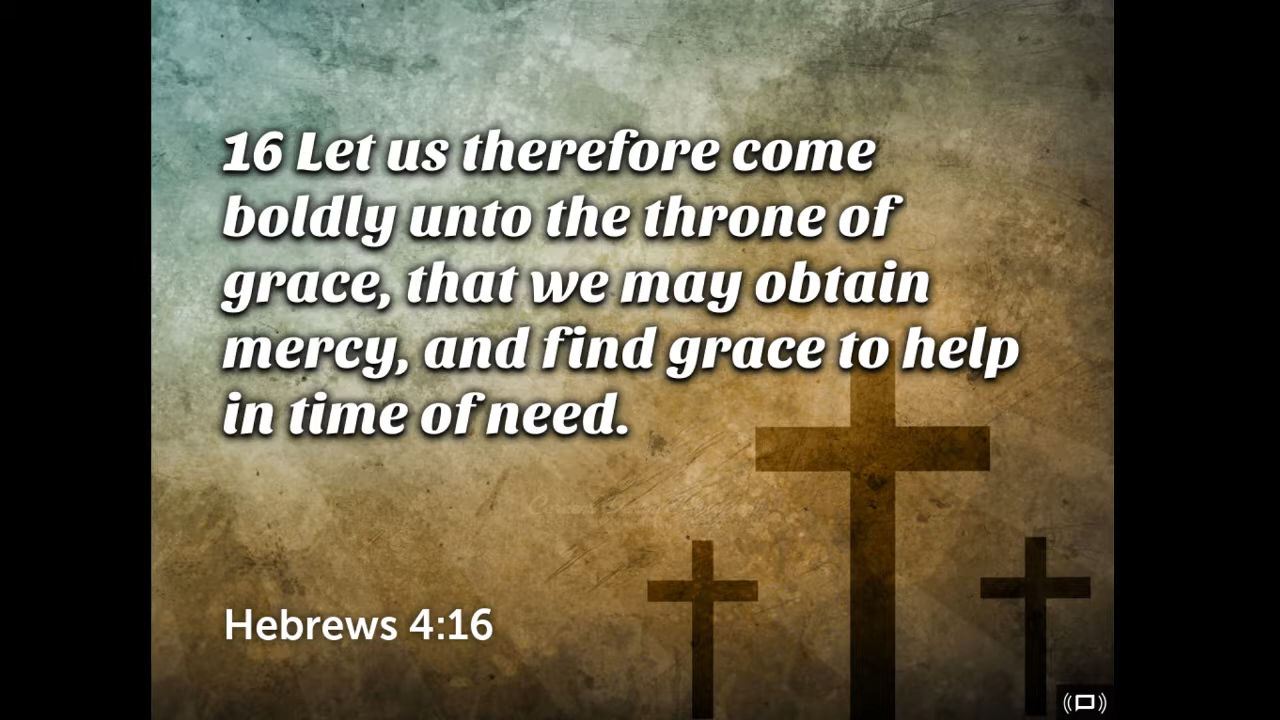 16 Let us therefore come
boldly unto the throne of
grace, that we may obtain
mercy, and find grace to help
in time of need.
Hebrews 4:16